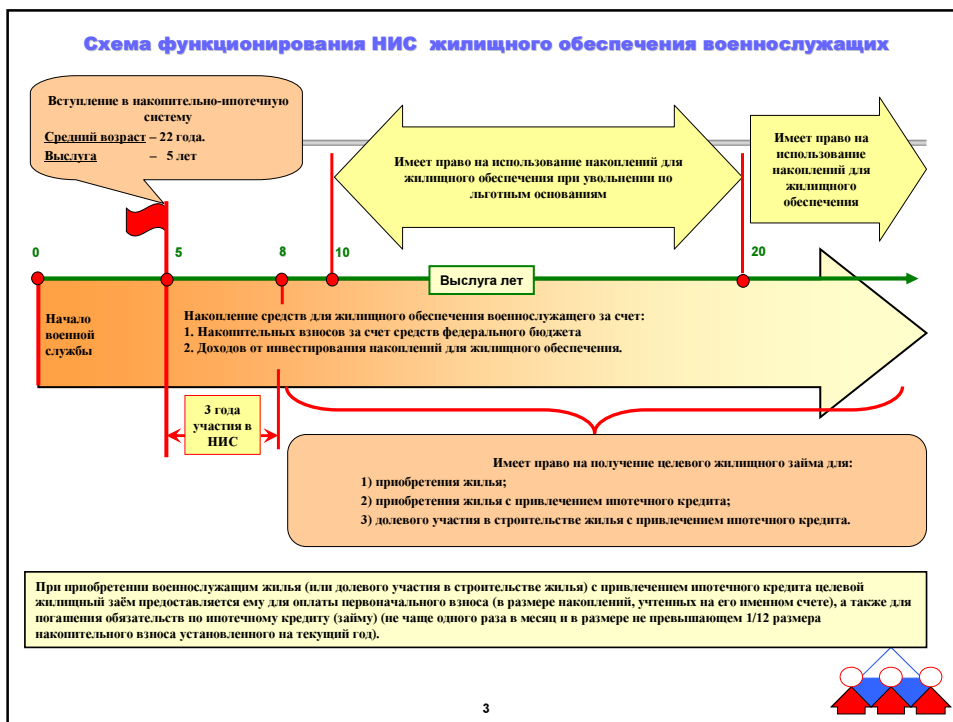 Схема функционирования НИС жилищного обеспечения военнослужащих
Вступление в накопительно-ипотечную
систему
Средний возраст – 22 года.
Выслуга – 5 лет
Имеет право на использование накоплений для
жилищного обеспечения при увольнении по
льготным основаниям
Имеет право на
использование
накоплений для
жилищного
обеспечения
0
5
8
10
20
Выслуга лет
Начало
военной
службы
Накопление средств для жилищного обеспечения военнослужащего за счет:
1. Накопительных взносов за счет средств федерального бюджета
2. Доходов от инвестирования накоплений для жилищного обеспечения.
3 года
участия в
НИС
Имеет право на получение целевого жилищного займа для:
1) приобретения жилья;
2) приобретения жилья с привлечением ипотечного кредита;
3) долевого участия в строительстве жилья с привлечением ипотечного кредита.
При приобретении военнослужащим жилья (или долевого участия в строительстве жилья) с привлечением ипотечного кредита целевой
жилищный заём предоставляется ему для оплаты первоначального взноса (в размере накоплений, учтенных на его именном счете), а также для
погашения обязательств по ипотечному кредиту (займу) (не чаще одного раза в месяц и в размере не превышающем 1/12 размера
накопительного взноса установленного на текущий год).
3